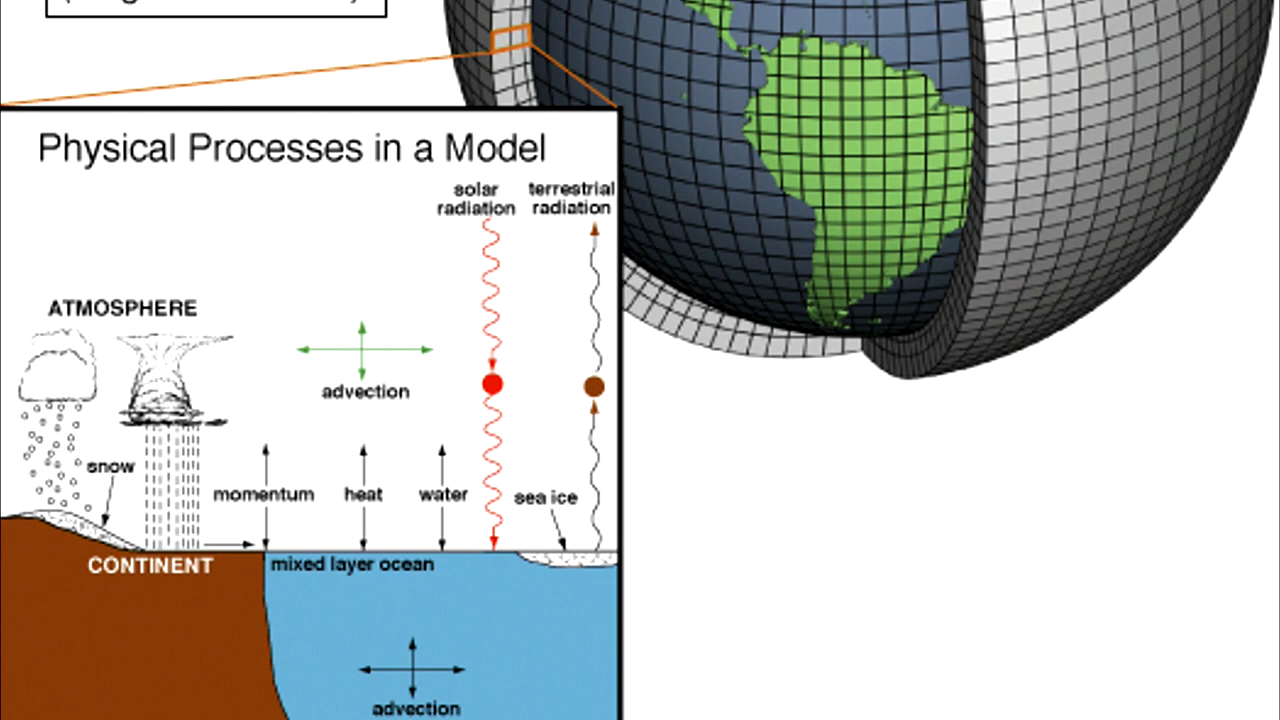 Physical Processes in a Model
solar
radiation
terrestrial
radiation
ATMOSPHERE
advection
snow
momentum
heat
water
sea ice
CONTINENT
mixed layer ocean
advection